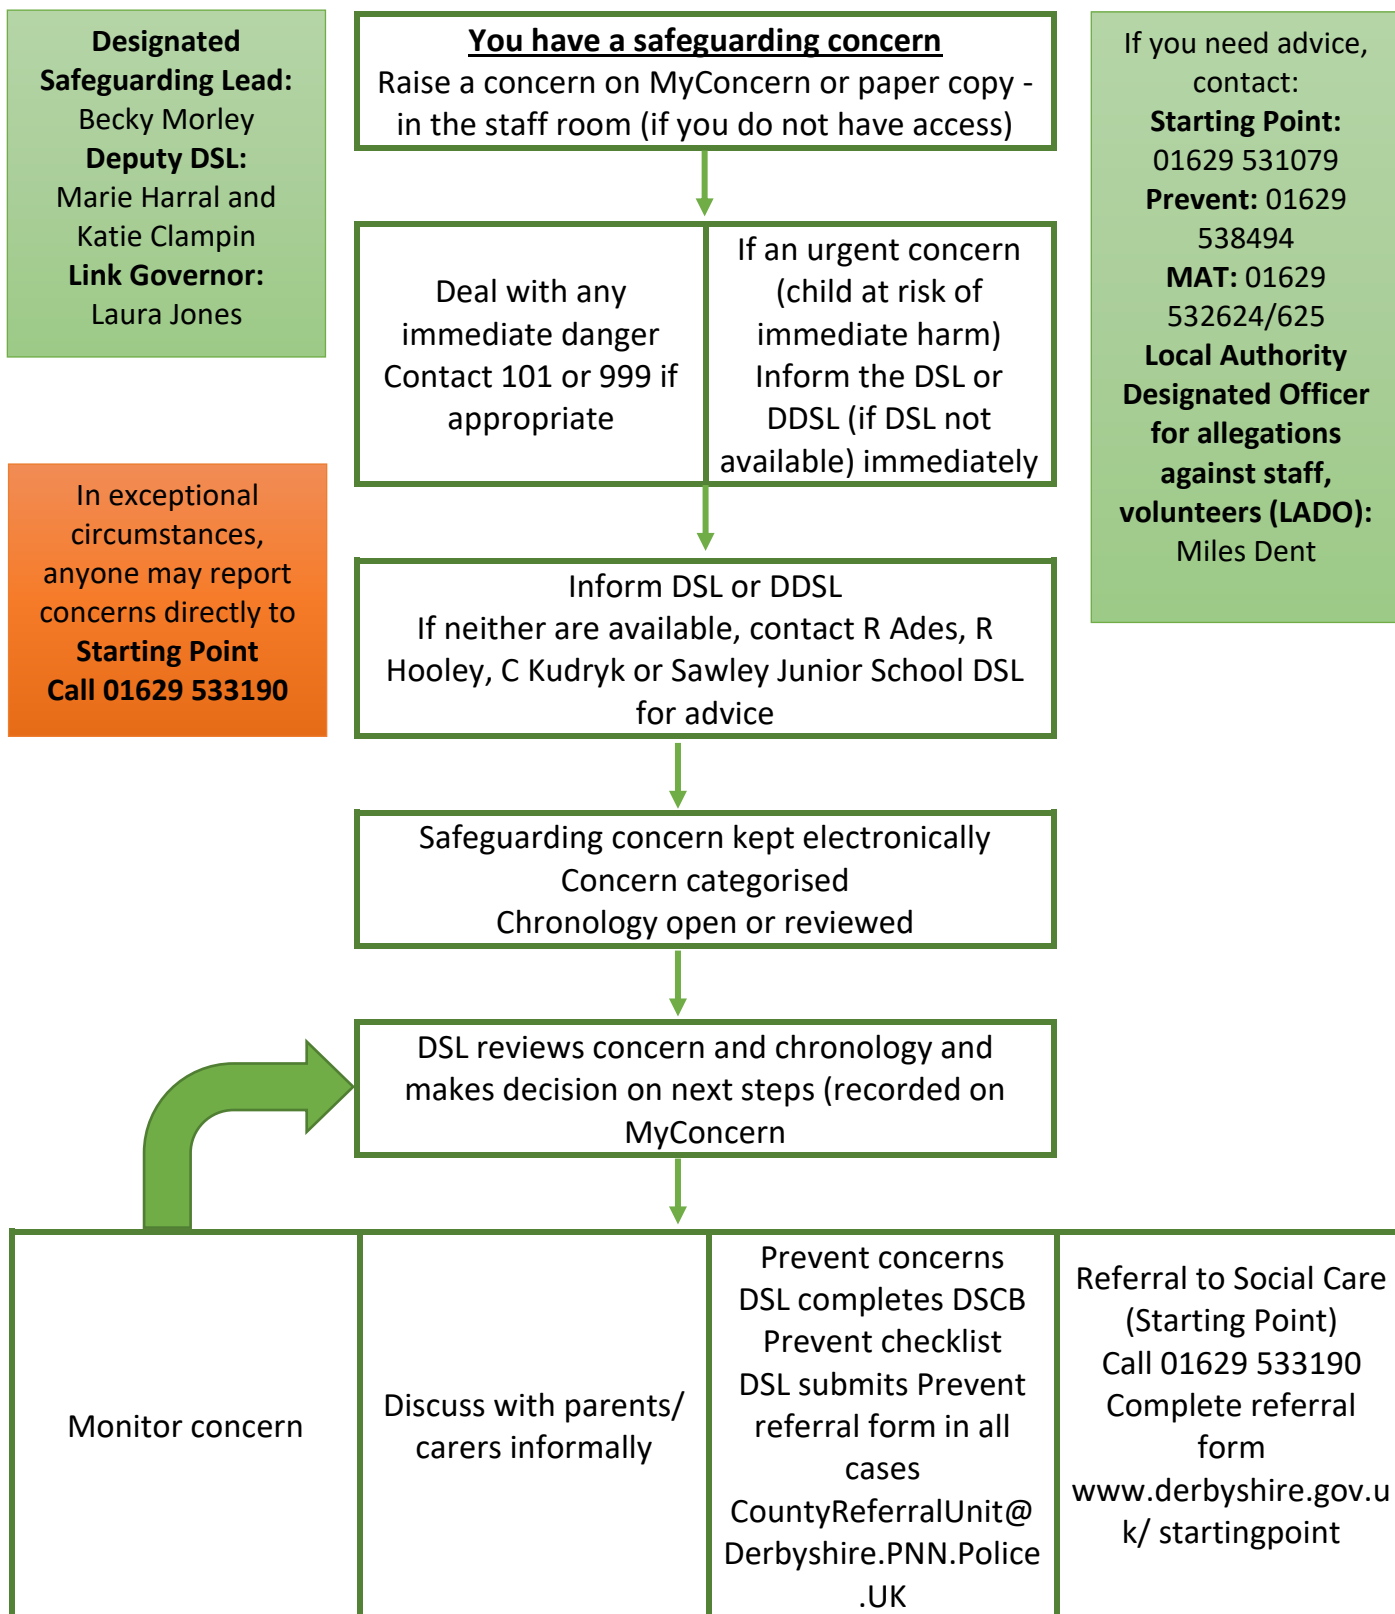 Designated
Safeguarding Lead:
Becky Morley
Deputy DSL:
Marie Harral and
Katie Clampin
Link Governor:
Laura Jones
You have a safeguarding concern
Raise a concern on MyConcern or paper copy -
in the staff room (if you do not have access)
If you need advice,
contact:
Starting Point:
01629 531079
Prevent: 01629
538494
MAT: 01629
532624/625
Local Authority
Designated Officer
for allegations
against staff,
volunteers (LADO):
Miles Dent
Deal with any
immediate danger
Contact 101 or 999 if
appropriate
If an urgent concern
(child at risk of
immediate harm)
Inform the DSL or
DDSL (if DSL not
available) immediately
In exceptional
circumstances,
anyone may report
concerns directly to
Starting Point
Call 01629 533190
Inform DSL or DDSL
If neither are available, contact R Ades, R
Hooley, C Kudryk or Sawley Junior School DSL
for advice
Safeguarding concern kept electronically
Concern categorised
Chronology open or reviewed
DSL reviews concern and chronology and
makes decision on next steps (recorded on
MyConcern
Monitor concern
Discuss with parents/
carers informally
Prevent concerns
DSL completes DSCB
Prevent checklist
DSL submits Prevent
referral form in all
cases
CountyReferralUnit@
Derbyshire.PNN.Police
.UK
Referral to Social Care
(Starting Point)
Call 01629 533190
Complete referral
form
www.derbyshire.gov.u
k/ startingpoint